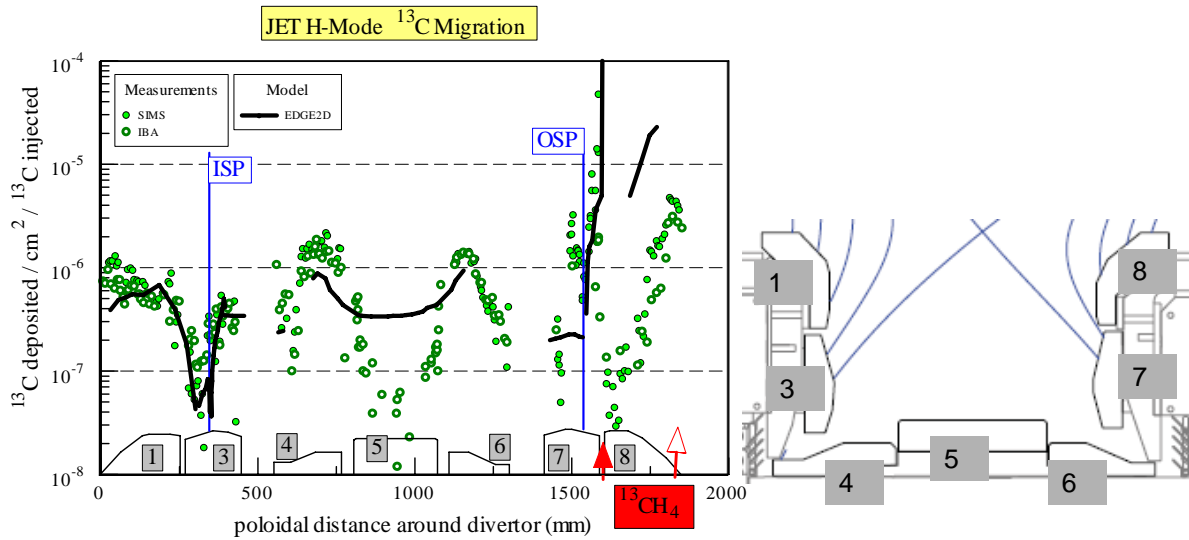 JET H-Mode ¹³C Migration
¹³C deposited / cm² / ¹³C injected
10⁻⁴
10⁻⁵
10⁻⁶
10⁻⁷
10⁻⁸
Measurements
SIMS
IBA
Model
EDGE2D
ISP
OSP
1
3
4
5
6
7
8
0
500
1000
1500
2000
¹³CH₄
poloidal distance around divertor (mm)
1
8
3
7
4
5
6